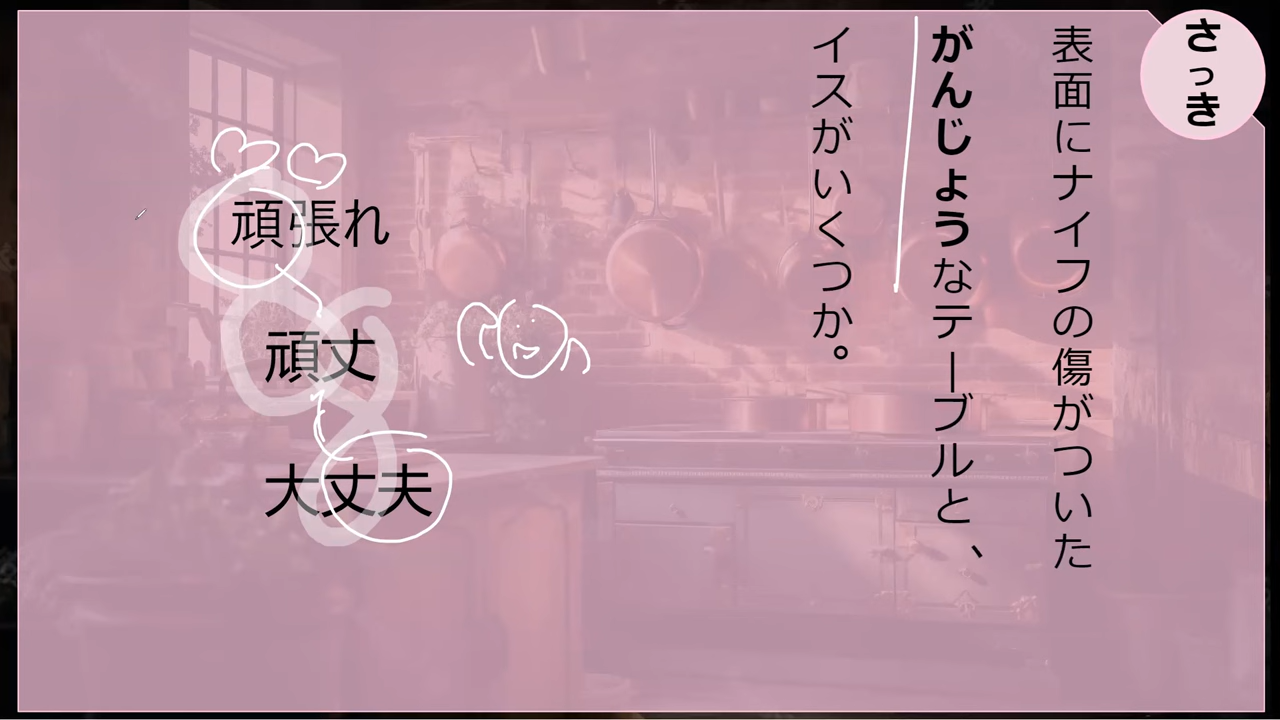 さっき
表面にナイフの傷がついた
がんじょうなテーブルと、
イスがいくつか。
頑張れ
頑丈
大丈夫